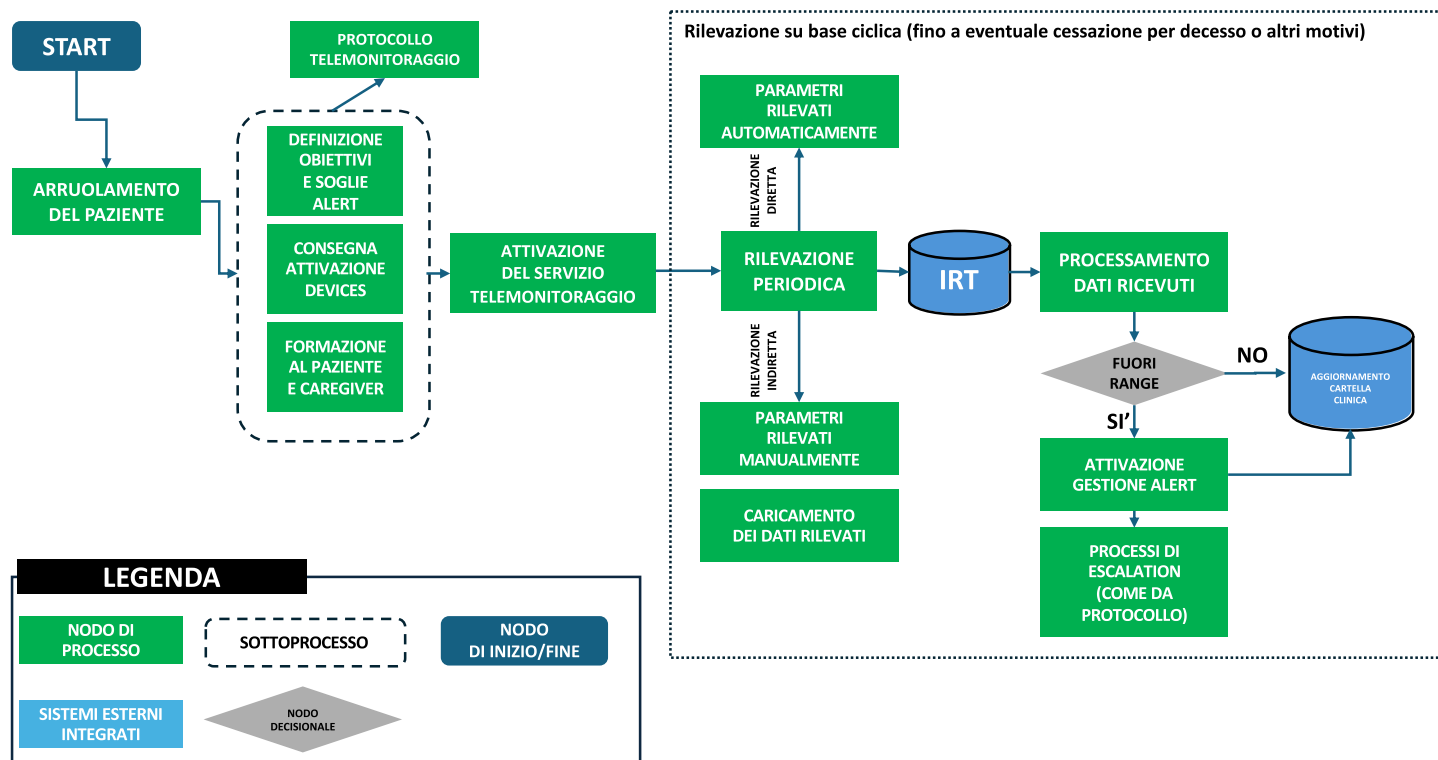 START
PROTOCOLLO
TELEMONITORAGGIO
ARRUOLAMENTO
DEL PAZIENTE
DEFINIZIONE
OBIETTIVI
E SOGLIE
ALERT
CONSEGNA
ATTIVAZIONE
DEVICES
FORMAZIONE
AL PAZIENTE
E CAREGIVER
ATTIVAZIONE
DEL SERVIZIO
TELEMONITORAGGIO
Rilevazione su base ciclica (fino a eventuale cessazione per decesso o altri motivi)
PARAMETRI
RILEVATI
AUTOMATICAMENTE
RILEVAZIONE
DIRETTA
RILEVAZIONE
PERIODICA
RILEVAZIONE
INDIRETTA
PARAMETRI
RILEVATI
MANUALMENTE
CARICAMENTO
DEI DATI RILEVATI
IRT
PROCESSAMENTO
DATI RICEVUTI
FUORI
RANGE
NO
SI’
AGGIORNAMENTO
CARTELLA
CLINICA
ATTIVAZIONE
GESTIONE ALERT
PROCESSI DI
ESCALATION
(COME DA
PROTOCOLLO)
LEGENDA
NODO DI
PROCESSO
SOTTOPROCESSO
NODO
DI INIZIO/FINE
SISTEMI ESTERNI
INTEGRATI
NODO
DECISIONALE